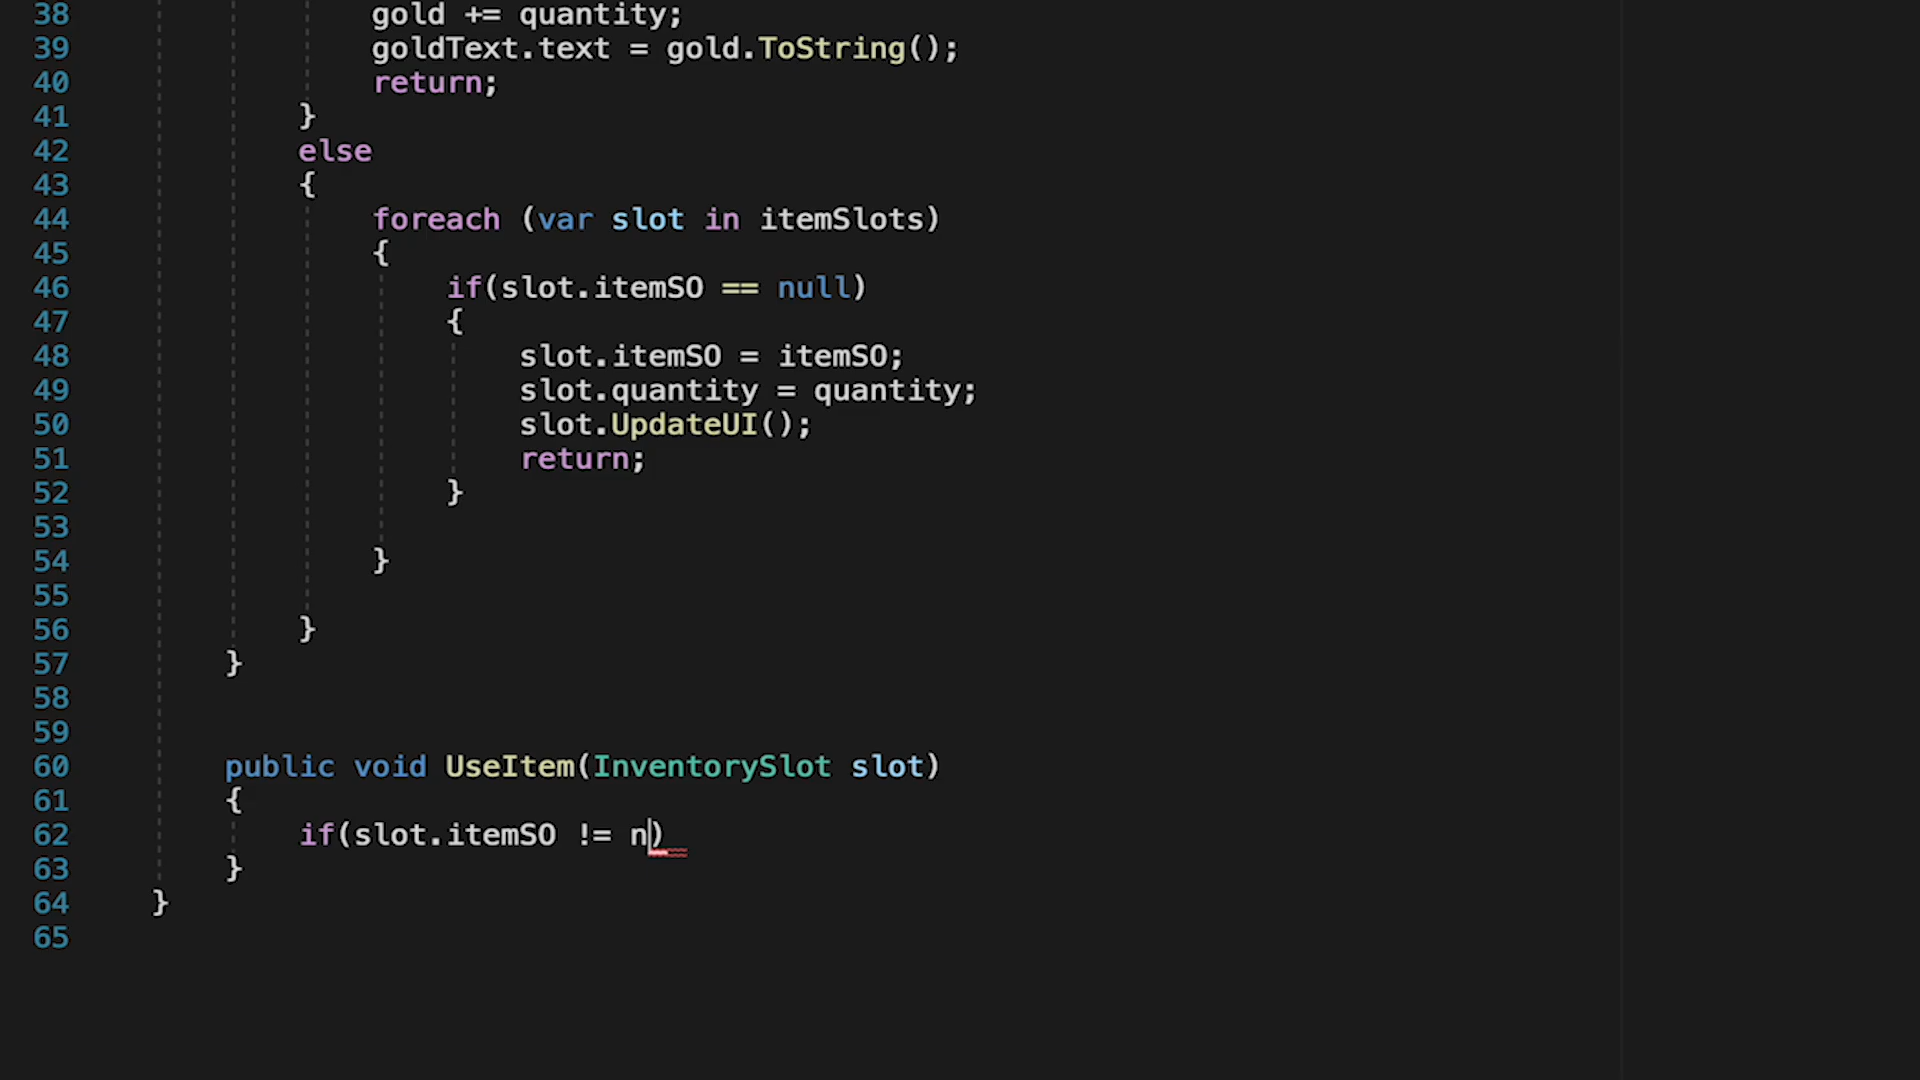 38 gold += quantity;
39 goldText.text = gold.ToString();
40 return;
41 }
42 else
43 {
44 foreach (var slot in itemSlots)
45 {
46 if(slot.itemSO == null)
47 {
48 slot.itemSO = itemSO;
49 slot.quantity = quantity;
50 slot.UpdateUI();
51 return;
52 }
53
54 }
55
56 }
57 }
58
59
60 public void UseItem(InventorySlot slot)
61 {
62 if(slot.itemSO != n)
63 }
64 }
65